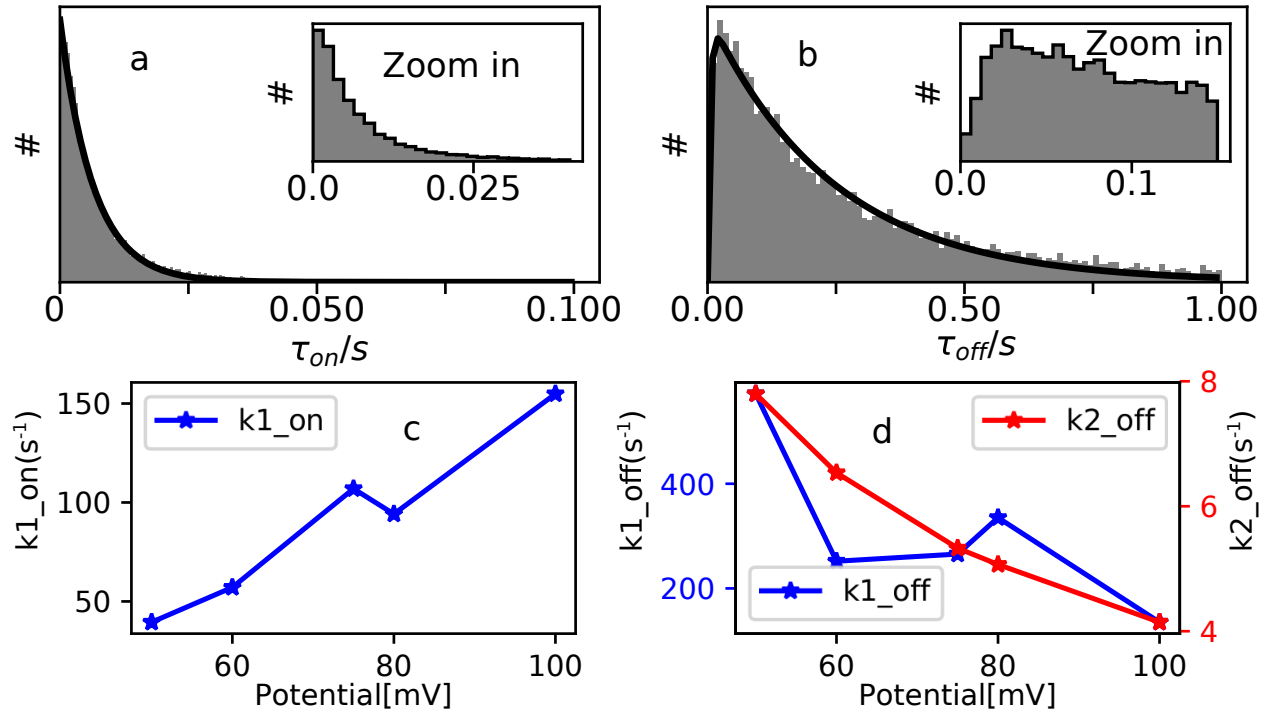 a
Zoom in
#
0.0
0.025
#
0
0.050
0.100
τon/s
b
Zoom in
#
0.0
0.1
#
0.00
0.50
1.00
τoff/s
150
100
50
k1_on(s-1)
k1_on
c
60
80
100
Potential[mV]
400
200
k1_off(s-1)
k1_off
d
k2_off
8
6
4
k2_off(s-1)
60
80
100
Potential[mV]